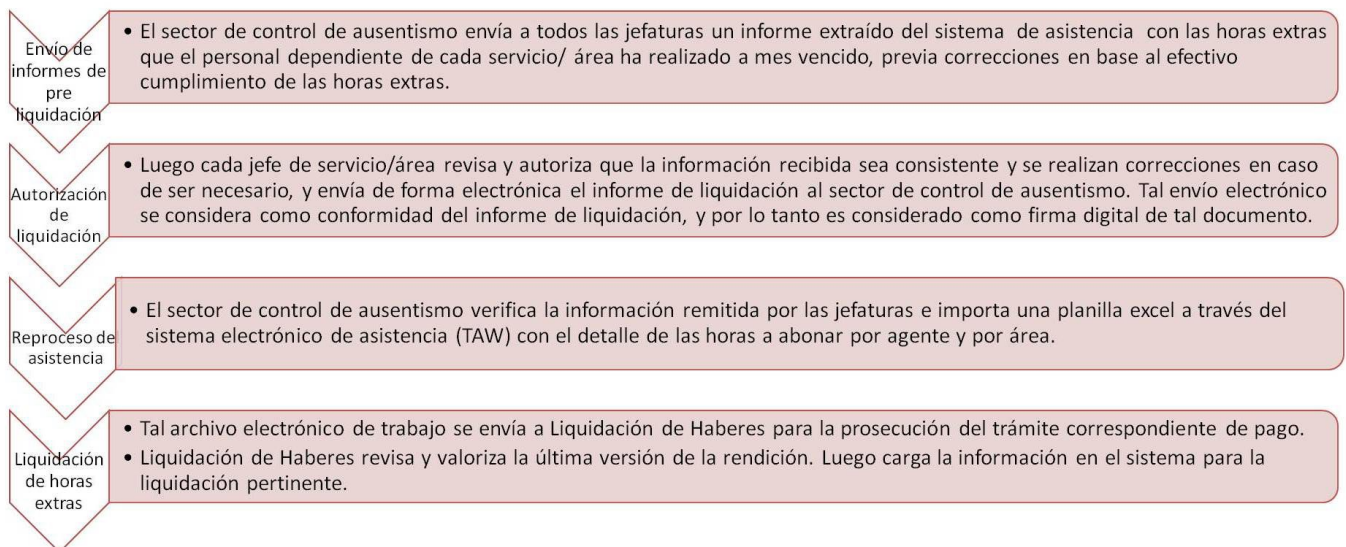 Envío de
informes de
pre
liquidación
• El sector de control de ausentismo envía a todos las jefaturas un informe extraído del sistema de asistencia con las horas extras
que el personal dependiente de cada servicio/ área ha realizado a mes vencido, previa correcciones en base al efectivo
cumplimiento de las horas extras.
Autorización
de
liquidación
• Luego cada jefe de servicio/área revisa y autoriza que la información recibida sea consistente y se realizan correcciones en caso
de ser necesario, y envía de forma electrónica el informe de liquidación al sector de control de ausentismo. Tal envío electrónico
se considera como conformidad del informe de liquidación, y por lo tanto es considerado como firma digital de tal documento.
Reproceso de
asistencia
• El sector de control de ausentismo verifica la información remitida por las jefaturas e importa una planilla excel a través del
sistema electrónico de asistencia (TAW) con el detalle de las horas a abonar por agente y por área.
Liquidación
de horas
extras
• Tal archivo electrónico de trabajo se envía a Liquidación de Haberes para la prosecución del trámite correspondiente de pago.
• Liquidación de Haberes revisa y valoriza la última versión de la rendición. Luego carga la información en el sistema para la
liquidación pertinente.